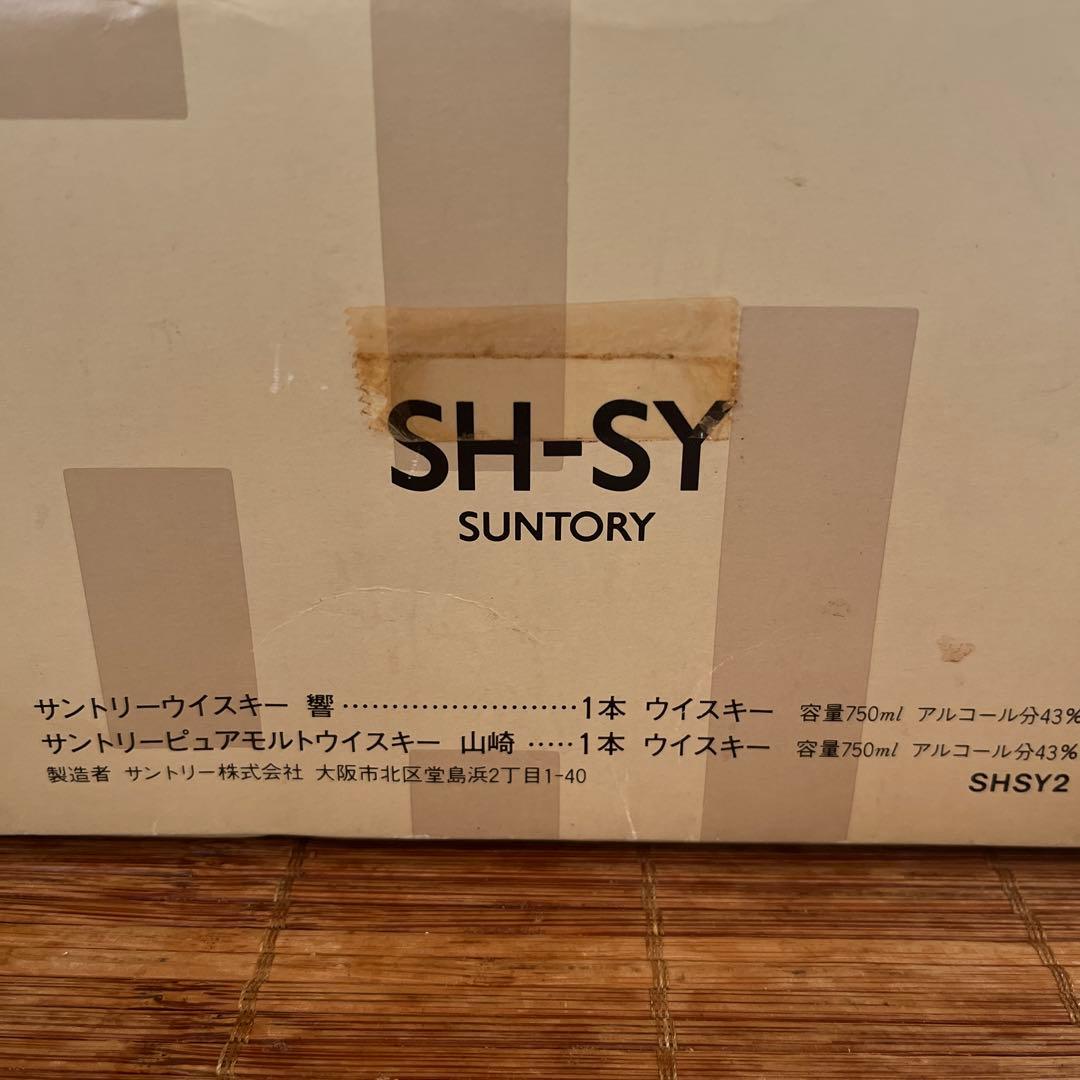 SH-SY
SUNTORY
サントリーウイスキー 響……………………1本 ウイスキー 容量750ml アルコール分43%
サントリーピュアモルトウイスキー 山崎 ‥‥‥1本 ウイスキー 容量750ml アルコール分43%
製造者 サントリー株式会社 大阪市北区堂島浜2丁目1-40
SHSY2